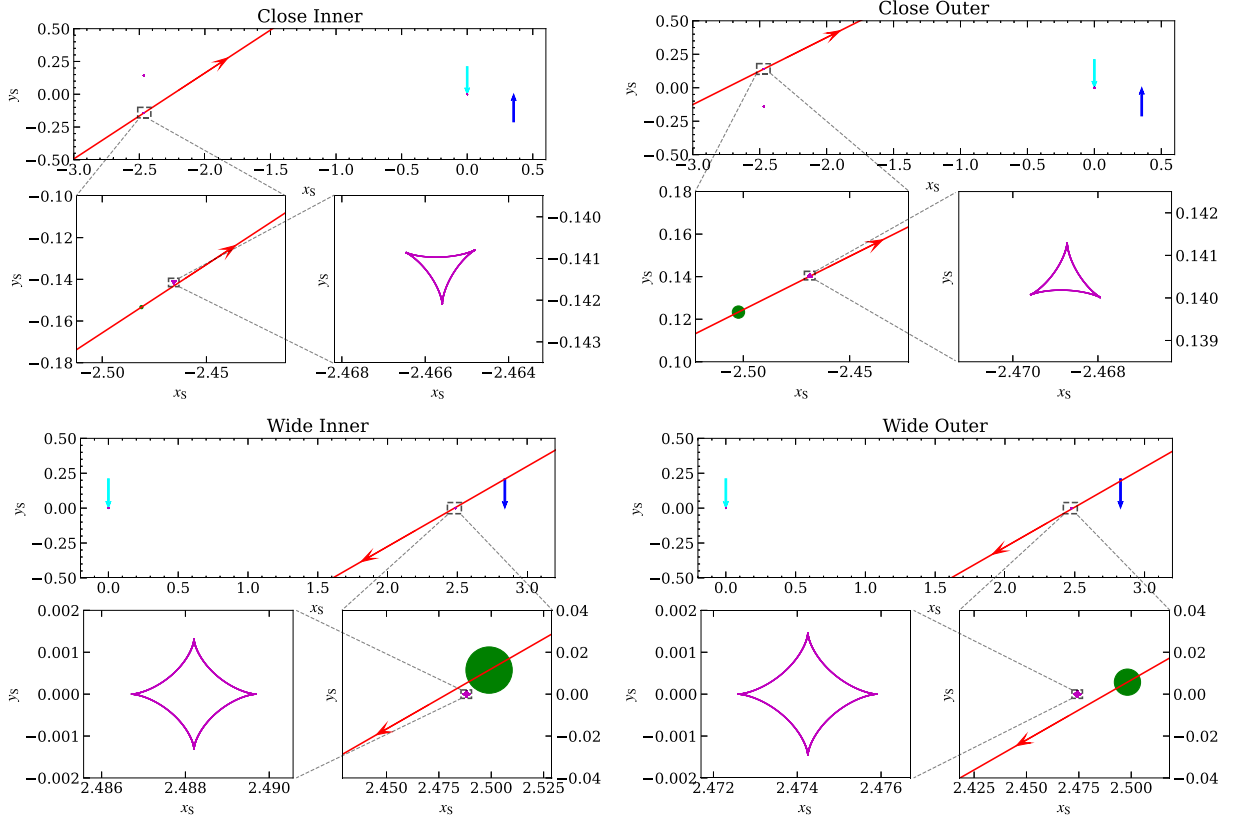 Close Inner
0.50
0.25
0.00
−0.25
−0.50
yS
−3.0 −2.5 −2.0 −1.5 −1.0 −0.5 0.0 0.5
xS
−0.10
−0.12
−0.14
−0.16
−0.18
−2.50 −2.45
xS
yS
−0.140
−0.141
−0.142
−0.143
−2.468 −2.466 −2.464
xS
Close Outer
0.50
0.25
0.00
−0.25
−0.50
yS
−3.0 −2.5 −2.0 −1.5 −1.0 −0.5 0.0 0.5
xS
0.18
0.16
0.14
0.12
0.10
−2.50 −2.45
xS
yS
0.142
0.141
0.140
0.139
−2.470 −2.468
xS
Wide Inner
0.50
0.25
0.00
−0.25
−0.50
yS
0.0 0.5 1.0 1.5 2.0 2.5 3.0
xS
0.002
0.001
0.000
−0.001
−0.002
yS
2.486 2.488 2.490
xS
yS
0.04
0.02
0.00
−0.02
−0.04
2.450 2.475 2.500 2.525
xS
Wide Outer
0.50
0.25
0.00
−0.25
−0.50
yS
0.0 0.5 1.0 1.5 2.0 2.5 3.0
xS
0.002
0.001
0.000
−0.001
−0.002
yS
2.472 2.474 2.476
xS
yS
0.04
0.02
0.00
−0.02
−0.04
2.425 2.450 2.475 2.500
xS